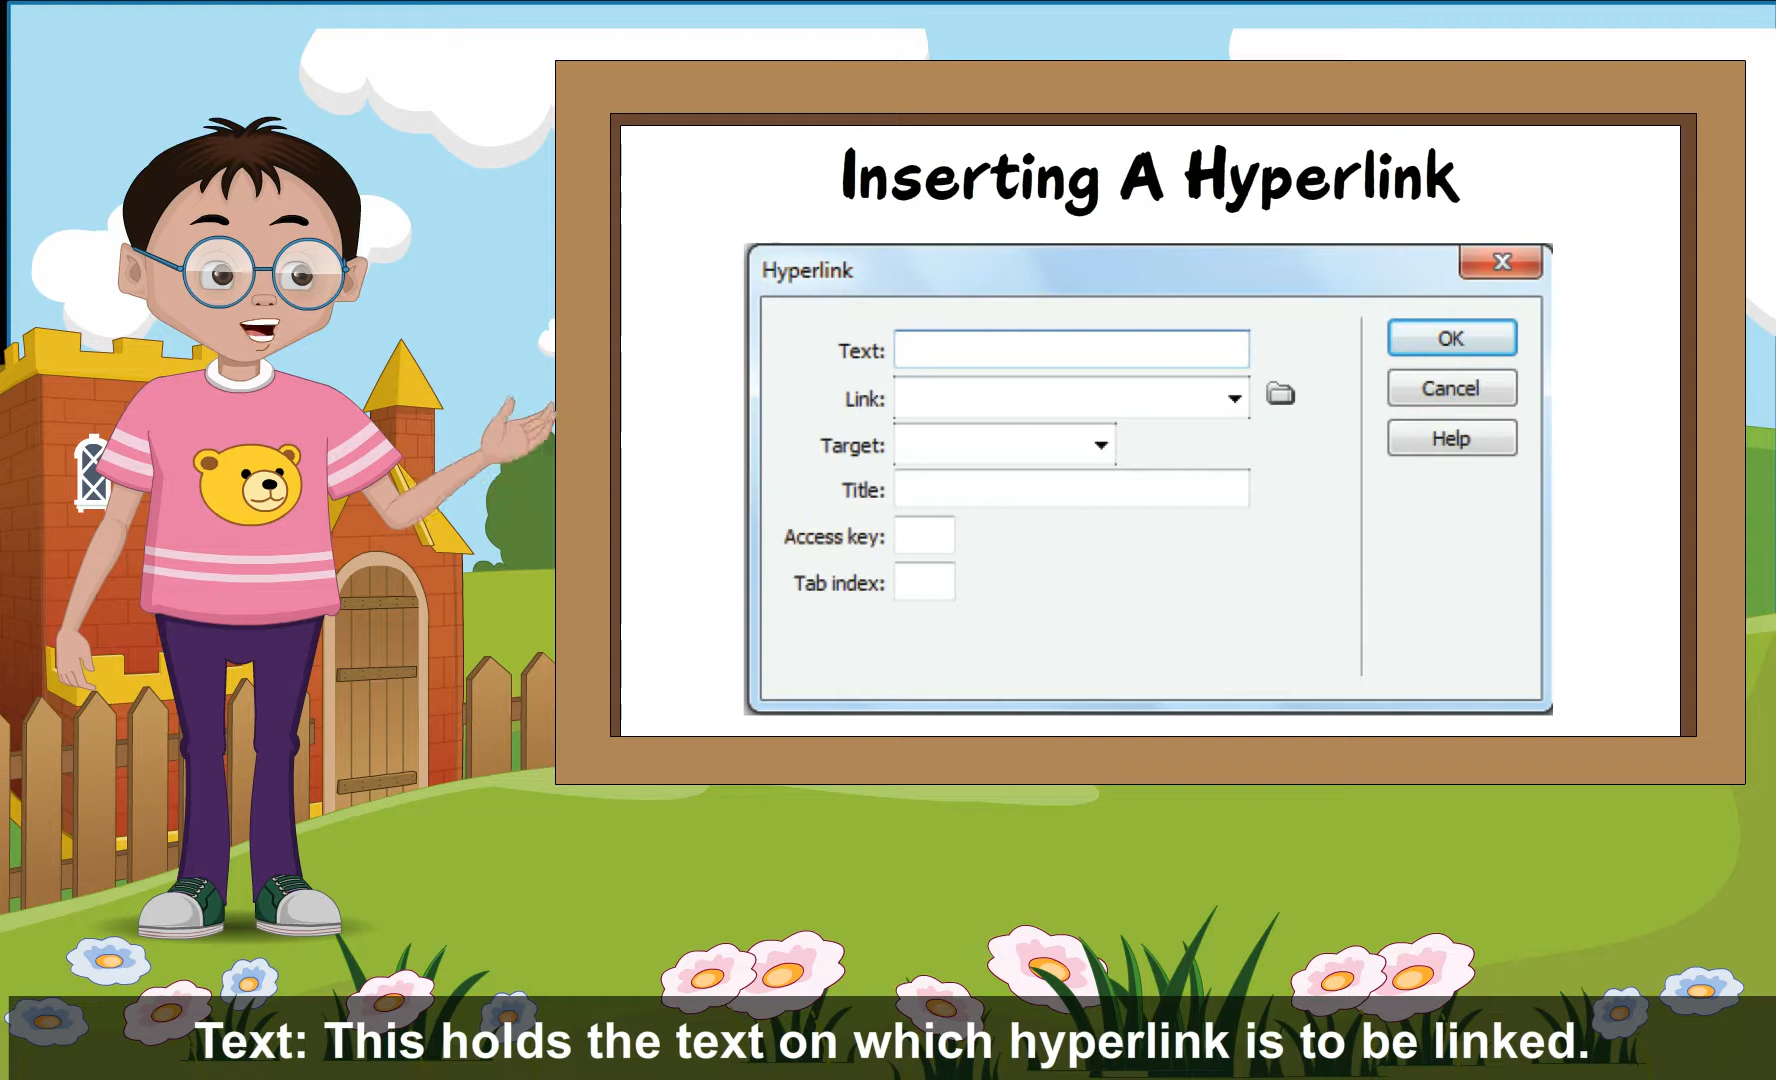 Inserting A Hyperlink
Hyperlink
X
Text:
OK
Link:
Cancel
Target:
Help
Title:
Access key:
Tab index:
Text: This holds the text on which hyperlink is to be linked.